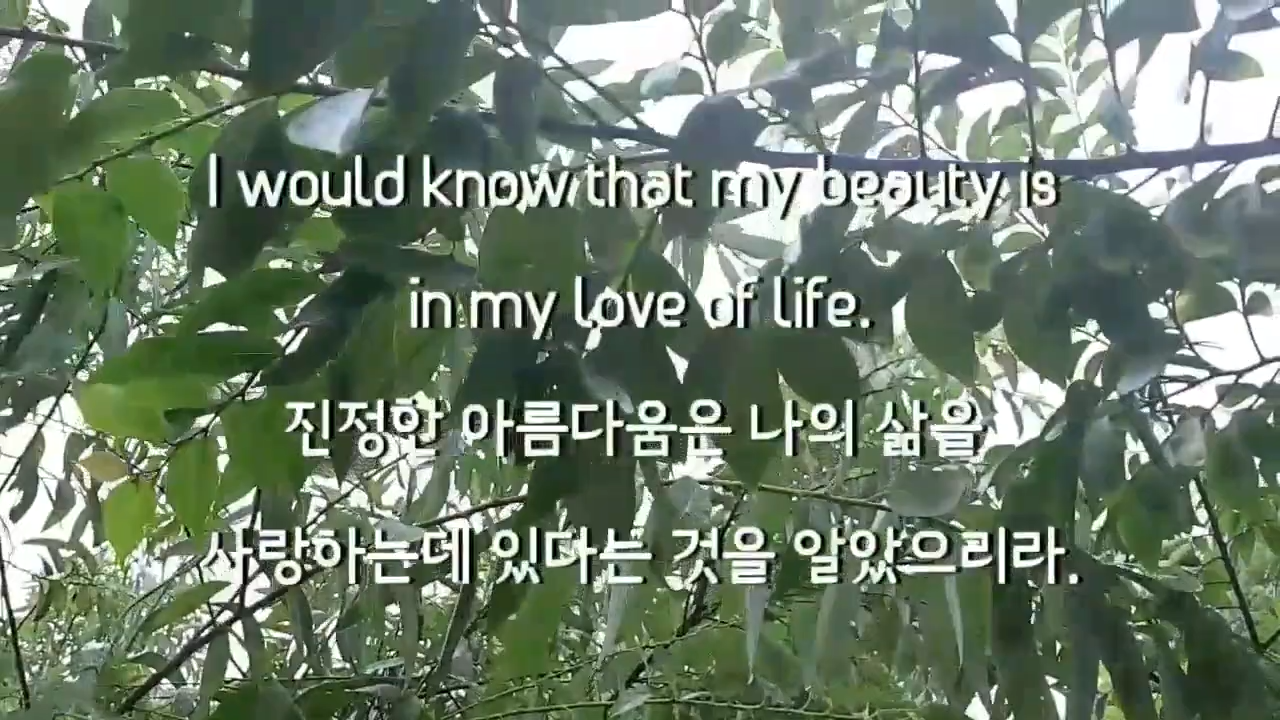 I would know that my beauty is
in my love of life.
진정한 아름다움은 나의 삶을
사랑하는데 있다는 것을 알았으리라.